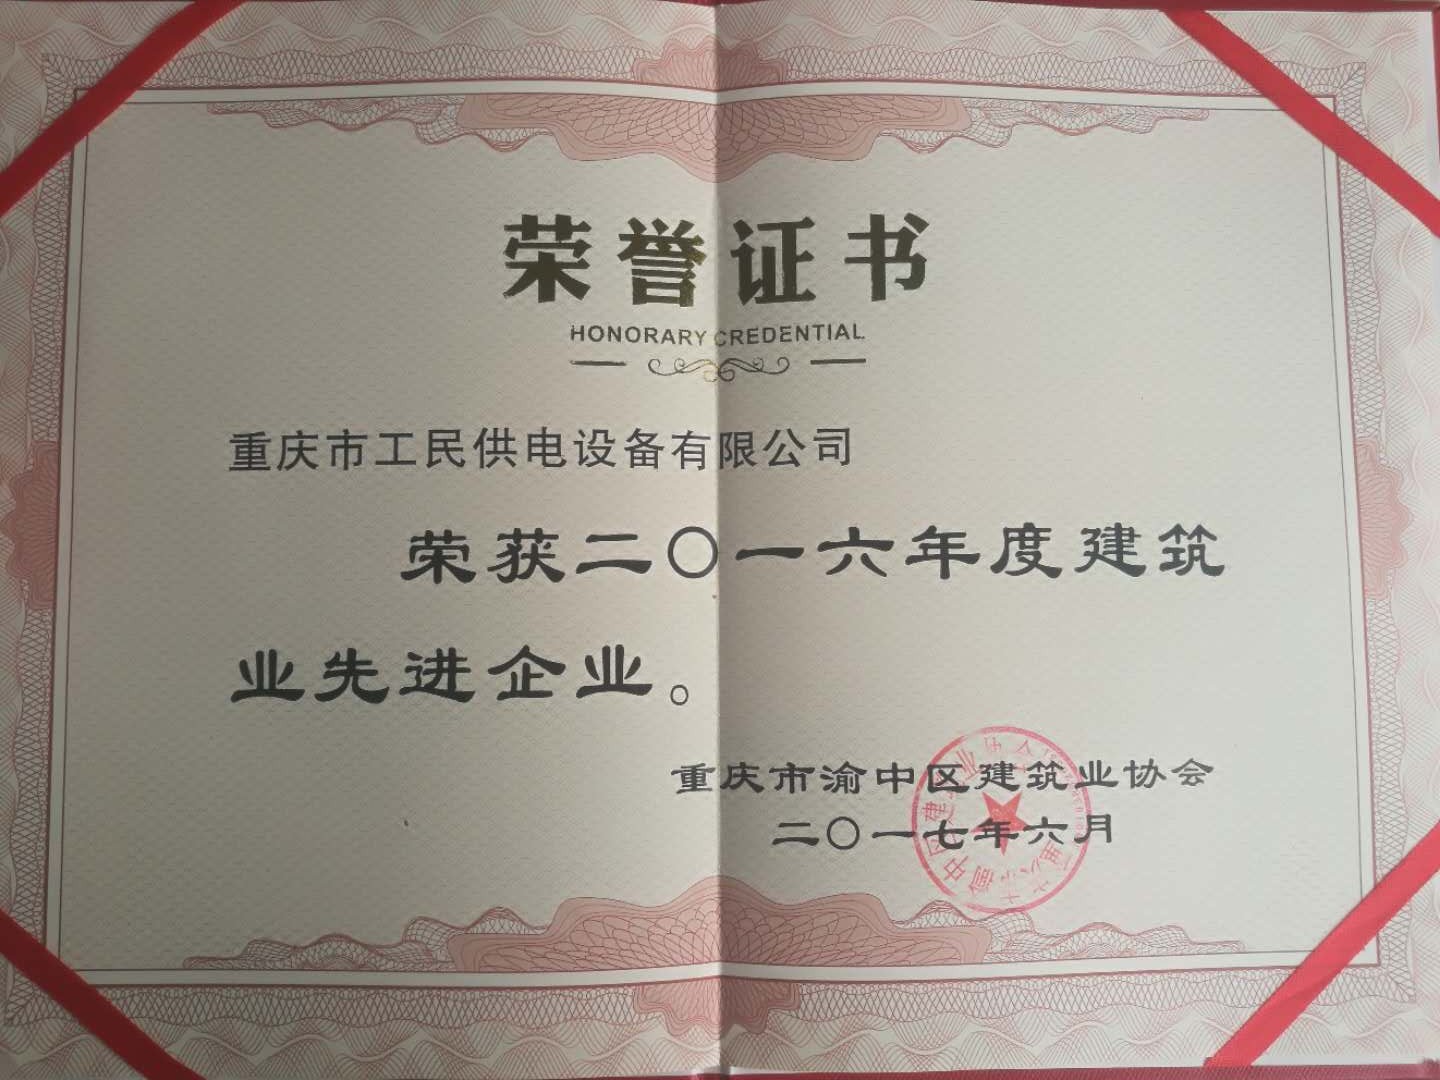 荣誉证书
HONORARY CREDENTIAL
重庆市工民供电设备有限公司
荣获二〇一六年度建筑
业先进企业。
重庆市渝中区建筑业协会
二〇一七年六月